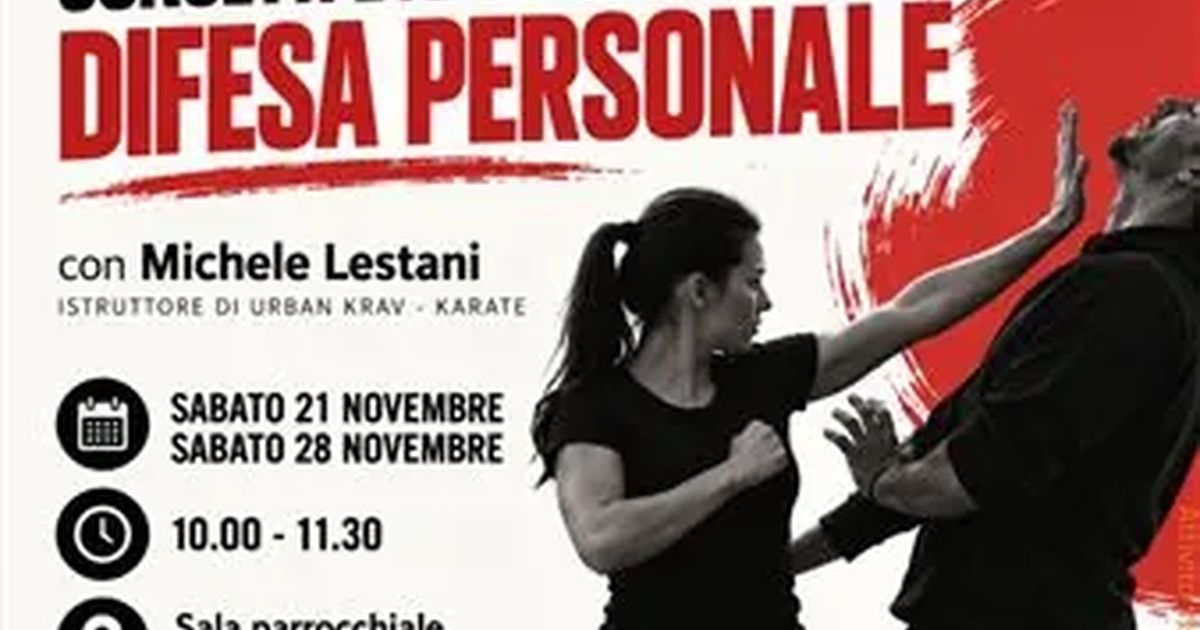 DIFESA PERSONALE
con Michele Lestani
ISTRUTTORE DI URBAN KRAV - KARATE
SABATO 21 NOVEMBRE
SABATO 28 NOVEMBRE
10.00 - 11.30
Sala parrocchiale